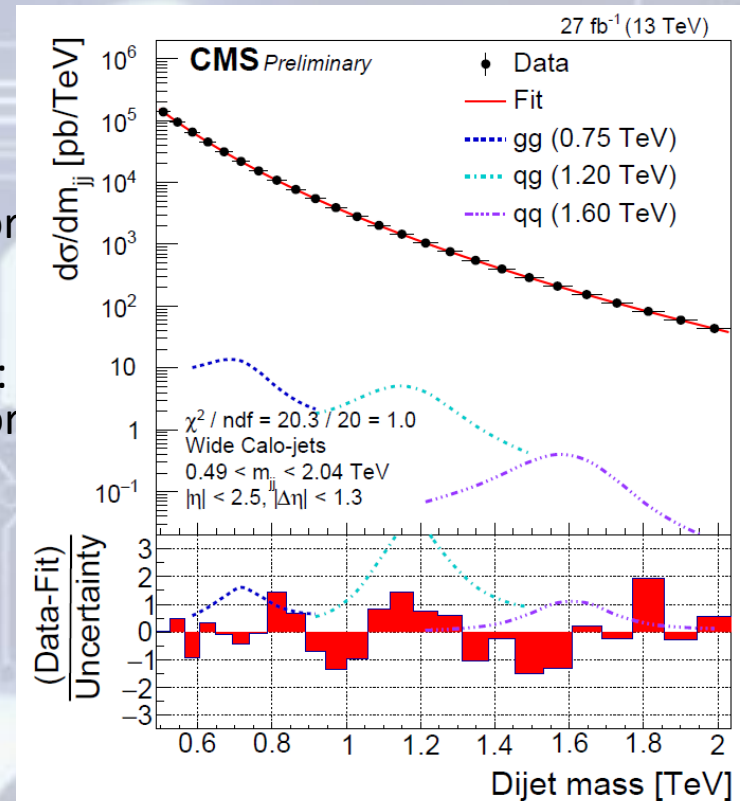 27 fb⁻¹ (13 TeV)
CMS Preliminary
Data
Fit
gg (0.75 TeV)
qg (1.20 TeV)
qq (1.60 TeV)
dσ/dm_jj [pb/TeV]
10⁶
10⁵
10⁴
10³
10²
10
1
10⁻¹
or
:
or
χ² / ndf = 20.3 / 20 = 1.0
Wide Calo-jets
0.49 < m_jj < 2.04 TeV
|η| < 2.5, |Δη| < 1.3
(Data-Fit)
Uncertainty
3
2
1
0
−1
−2
−3
0.6 0.8 1 1.2 1.4 1.6 1.8 2
Dijet mass [TeV]